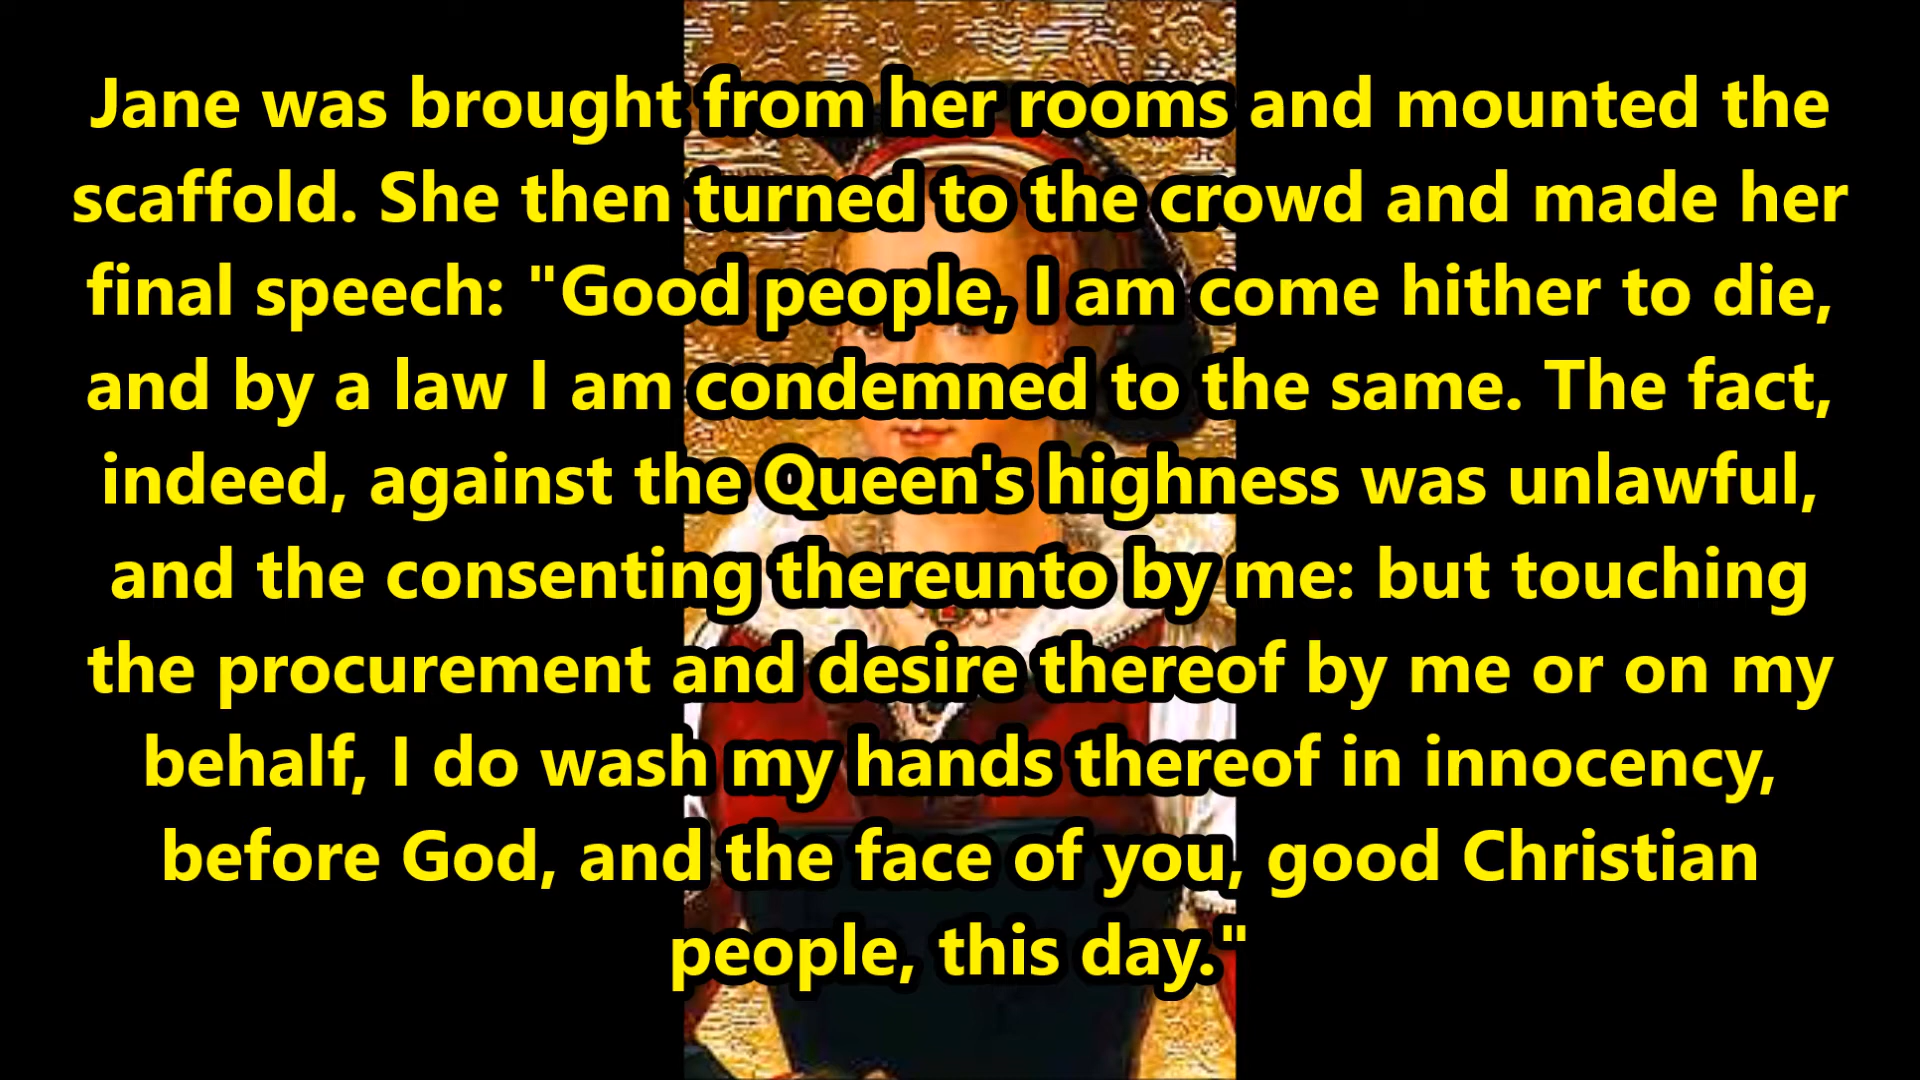 Jane was brought from her rooms and mounted the
scaffold. She then turned to the crowd and made her
final speech: "Good people, I am come hither to die,
and by a law I am condemned to the same. The fact,
indeed, against the Queen's highness was unlawful,
and the consenting thereunto by me: but touching
the procurement and desire thereof by me or on my
behalf, I do wash my hands thereof in innocency,
before God, and the face of you, good Christian
people, this day."